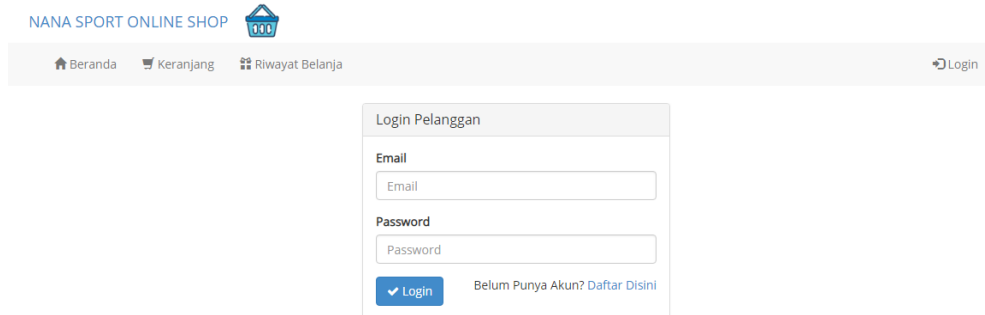 NANA SPORT ONLINE SHOP
Beranda Keranjang Riwayat Belanja Login
Login Pelanggan
Email
Email
Password
Password
Login Belum Punya Akun? Daftar Disini